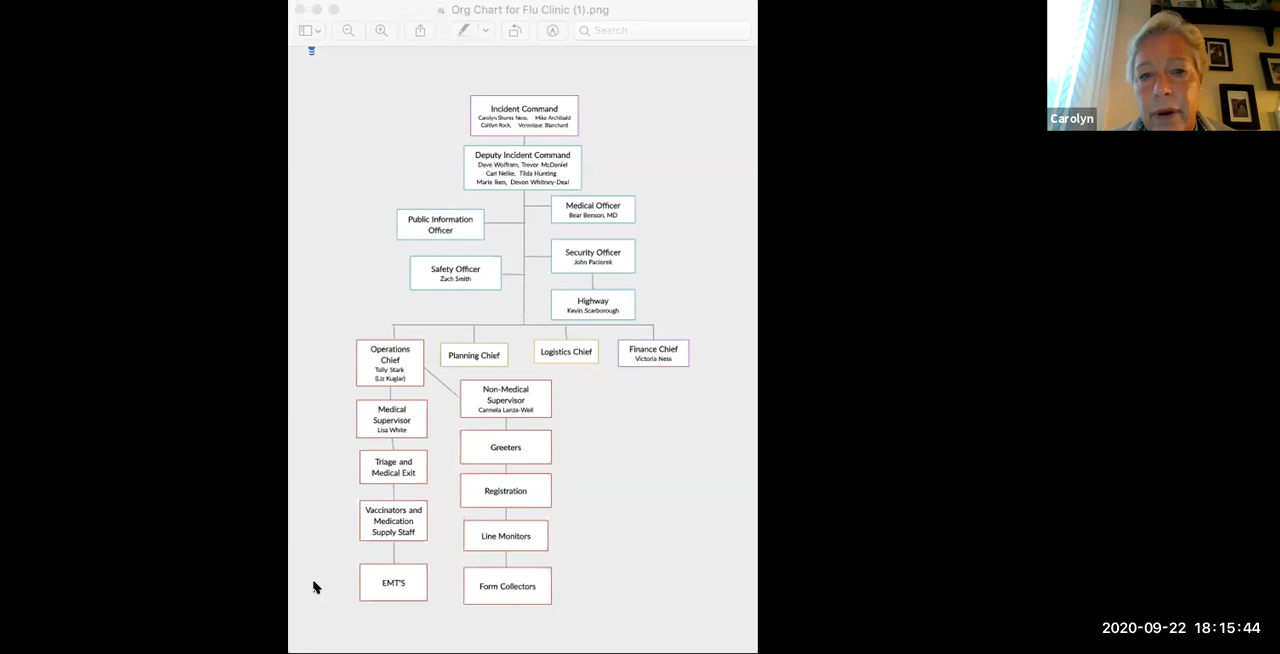 Org Chart for Flu Clinic (1).png
Search
Incident Command
Carolyn Shores Ness, Mike Archibald
Caitlyn Rock, Veronique Blanchard
Deputy Incident Command
Dave Wolfram, Trevor McDaniel
Carl Nelke, Tilda Hunting
Marie Iken, Devon Whitney-Deal
Medical Officer
Bear Benson, MD
Public Information
Officer
Security Officer
John Paciorek
Safety Officer
Zach Smith
Highway
Kevin Scarborough
Operations
Chief
Tolly Stark
(Liz Kuglar)
Planning Chief
Logistics Chief
Finance Chief
Victoria Ness
Non-Medical
Supervisor
Carmela Lanza-Weil
Medical
Supervisor
Lisa White
Greeters
Triage and
Medical Exit
Registration
Vaccinators and
Medication
Supply Staff
Line Monitors
EMT'S
Form Collectors
Carolyn
2020-09-22 18:15:44